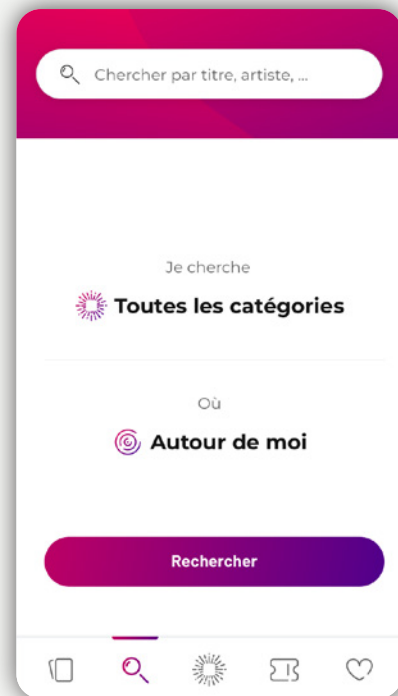 Chercher par titre, artiste, ...
Je cherche
Toutes les catégories
Où
Autour de moi
Rechercher